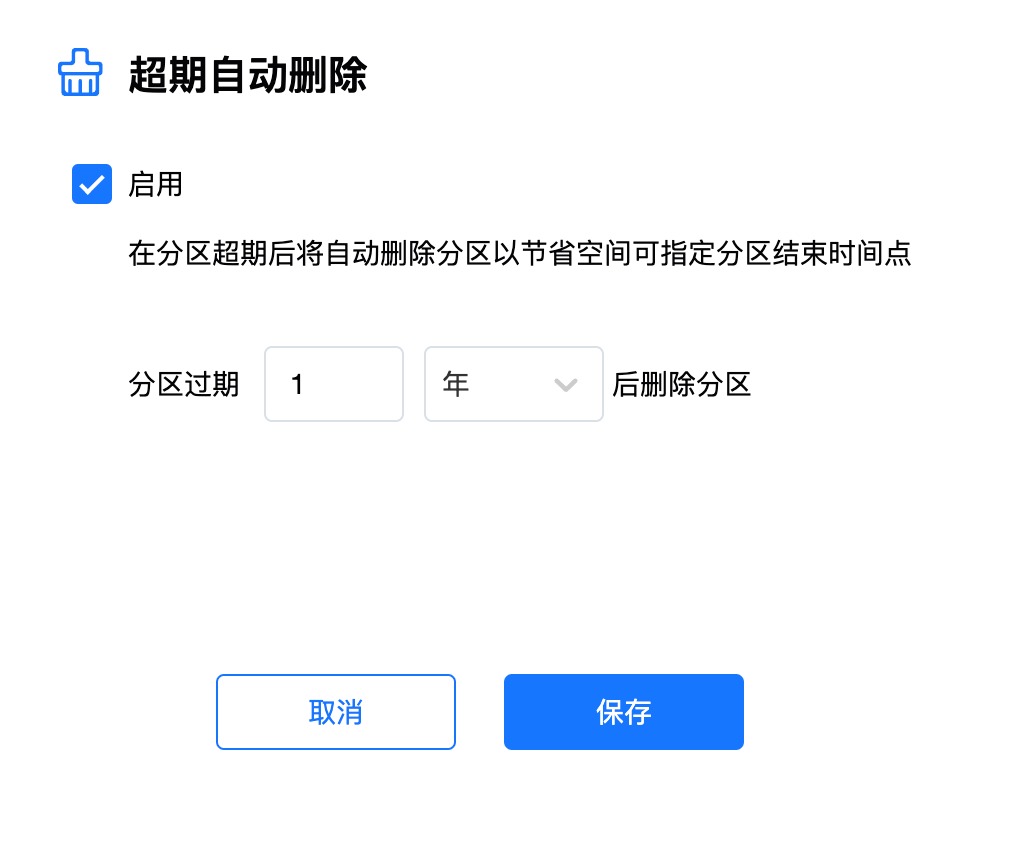 超期自动删除
启用
在分区超期后将自动删除分区以节省空间可指定分区结束时间点
分区过期 1 年 后删除分区
取消 保存